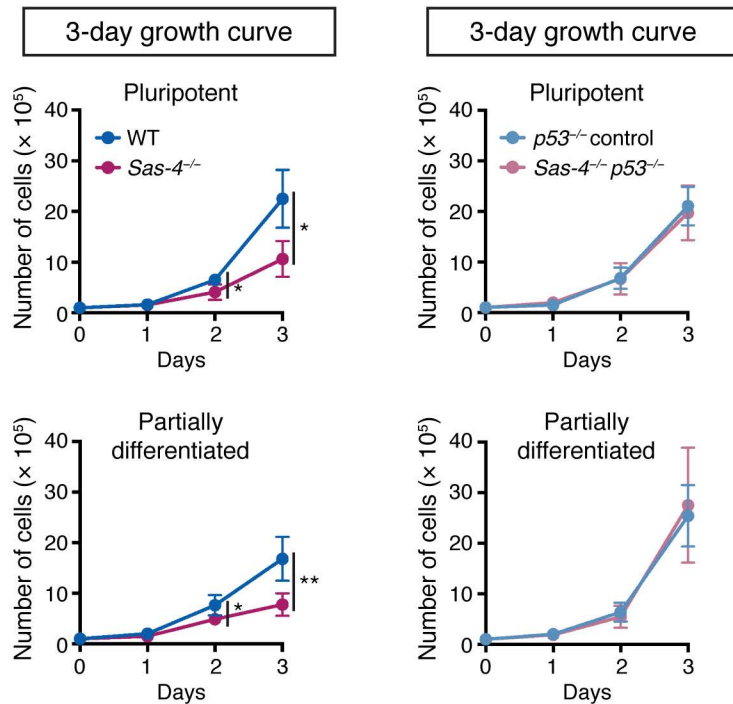 3-day growth curve
Pluripotent
Number of cells (× 10⁵)
40
30
20
10
0
WT
Sas-4⁻/⁻
*
*
0 1 2 3
Days
3-day growth curve
Pluripotent
Number of cells (× 10⁵)
40
30
20
10
0
p53⁻/⁻ control
Sas-4⁻/⁻ p53⁻/⁻
0 1 2 3
Days
Partially
differentiated
Number of cells (× 10⁵)
40
30
20
10
0
*
**
0 1 2 3
Days
Partially
differentiated
Number of cells (× 10⁵)
40
30
20
10
0
0 1 2 3
Days